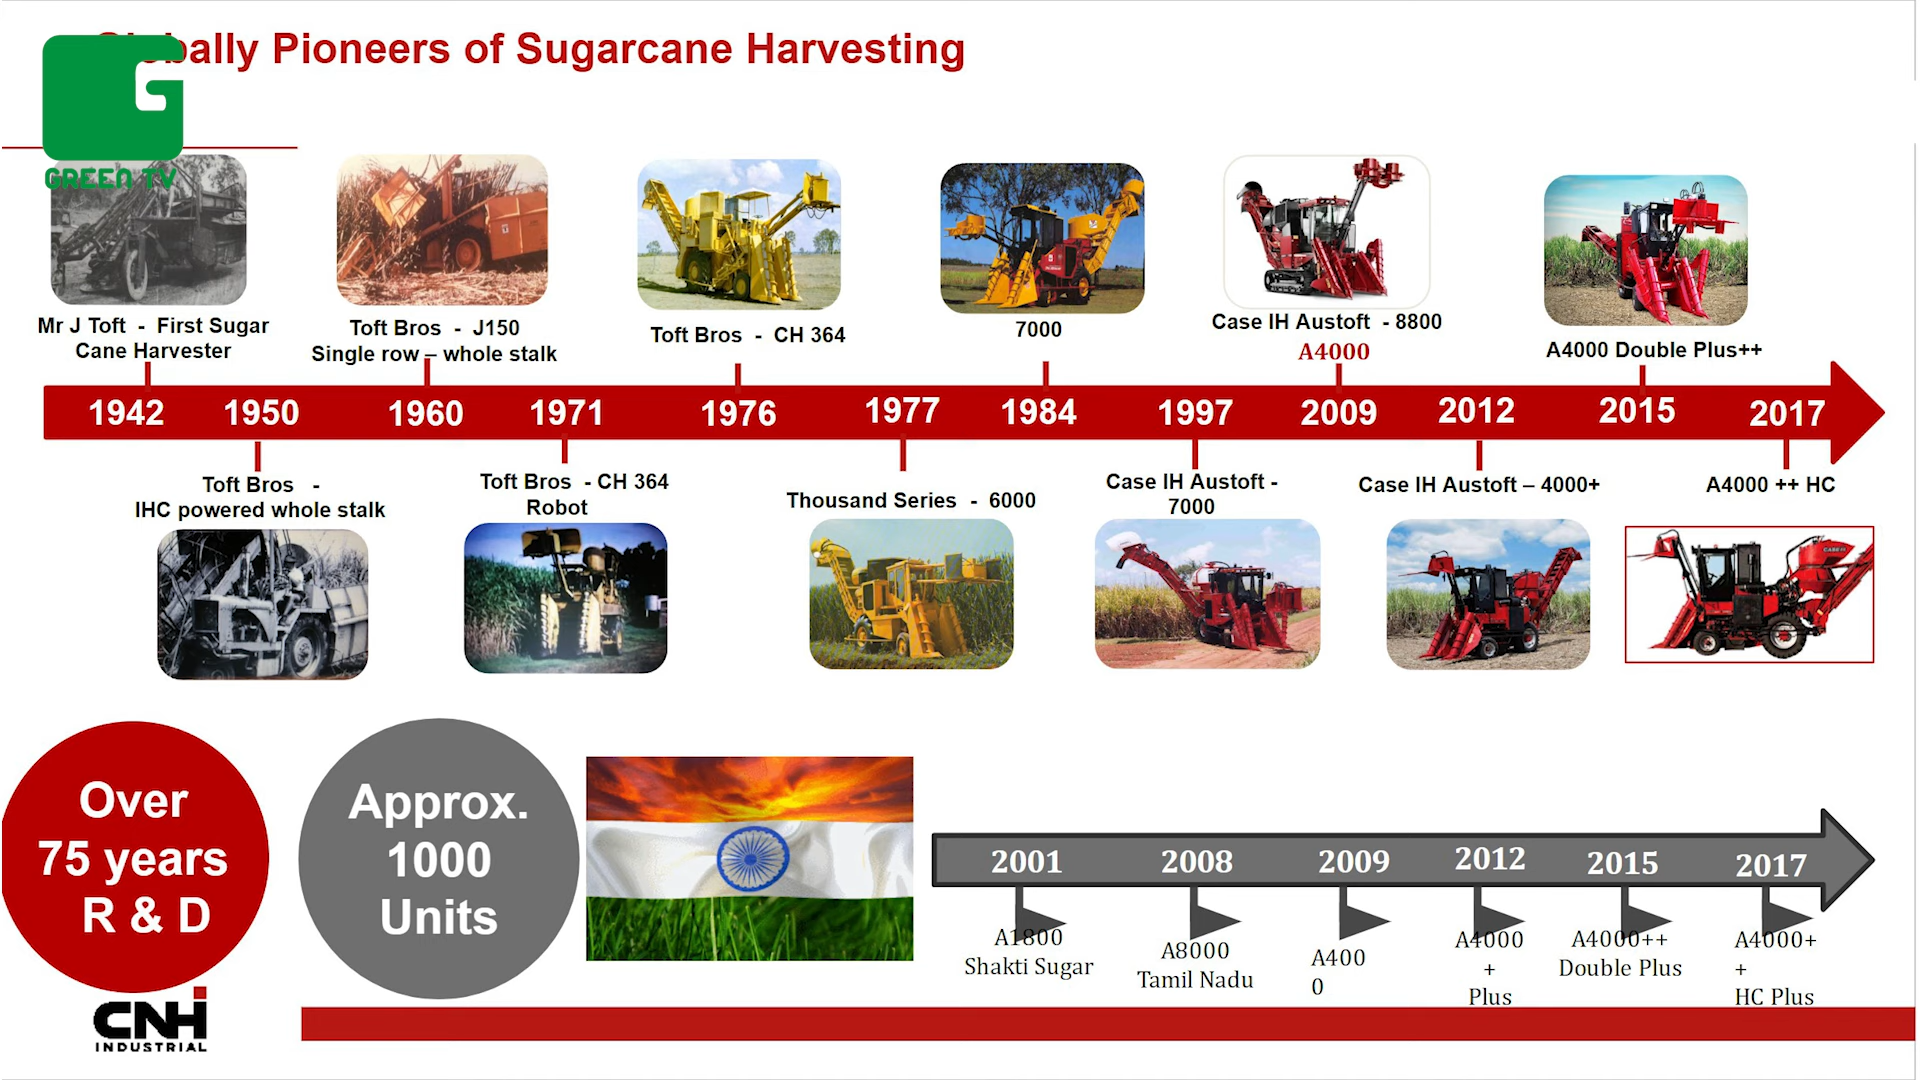 Globally Pioneers of Sugarcane Harvesting
GREEN TV
Mr J Toft - First Sugar
Cane Harvester
Toft Bros - J150
Single row – whole stalk
Toft Bros - CH 364
7000
Case IH Austoft - 8800
A4000
A4000 Double Plus++
1942 1950 1960 1971 1976 1977 1984 1997 2009 2012 2015 2017
Toft Bros -
IHC powered whole stalk
Toft Bros - CH 364
Robot
Thousand Series - 6000
Case IH Austoft -
7000
Case IH Austoft – 4000+
A4000 ++ HC
Over
75 years
R & D
Approx.
1000
Units
2001 2008 2009 2012 2015 2017
A1800
Shakti Sugar
A8000
Tamil Nadu
A400
0
A4000
+
Plus
A4000++
Double Plus
A4000+
+
HC Plus
CNH
INDUSTRIAL